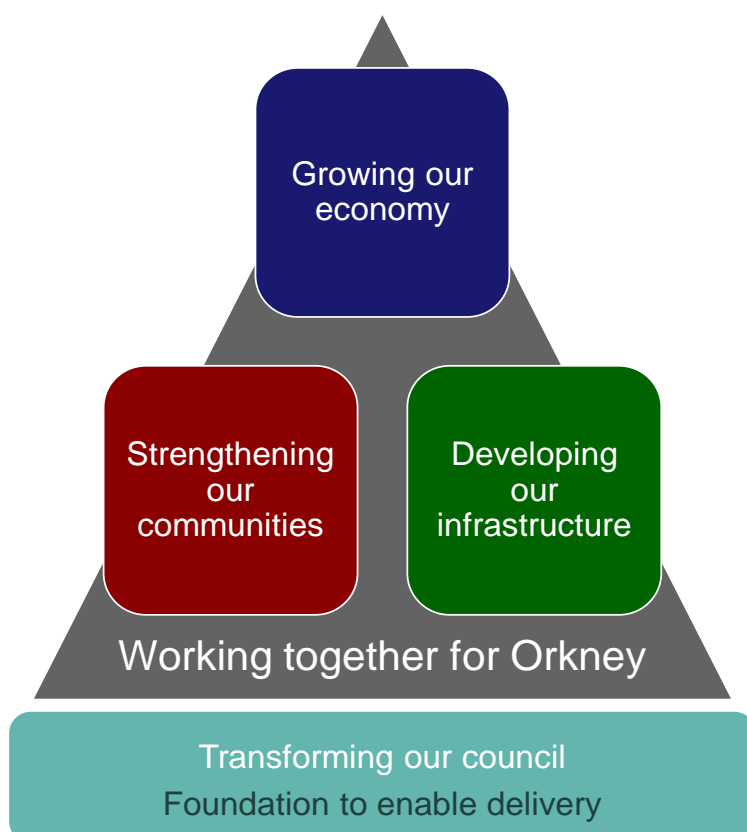 Growing our
economy
Strengthening
our
communities
Developing
our
infrastructure
Working together for Orkney
Transforming our council
Foundation to enable delivery